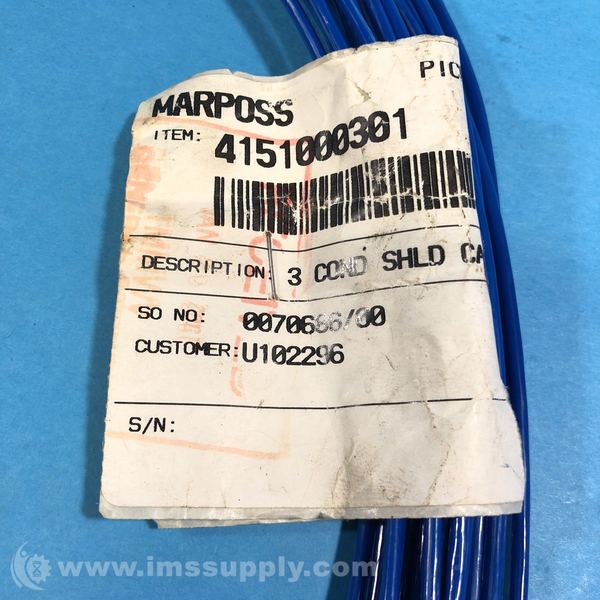 PIC
MARPOSS
ITEM: 4151000301
DESCRIPTION: 3 COND SHLD CA
SO NO: 0070686/00
CUSTOMER: U102296
S/N:
www.imssupply.com